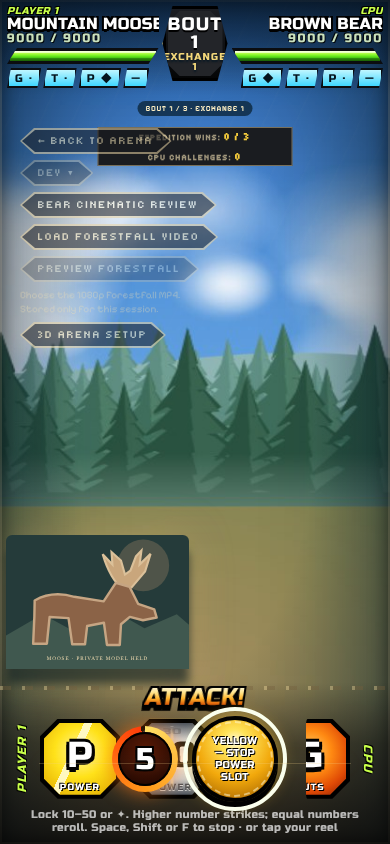 PLAYER 1
MOUNTAIN MOOSE
9000 / 9000
BOUT
1
EXCHANGE
1
CPU
BROWN BEAR
9000 / 9000
G · T · P ◆ —
G ◆ T · P · —
BOUT 1 / 3 · EXCHANGE 1
← BACK TO ARENA
EXPEDITION WINS: 0 / 3
CPU CHALLENGES: 0
DEV ▾
BEAR CINEMATIC REVIEW
LOAD FORESTFALL VIDEO
PREVIEW FORESTFALL
Choose the 1080p Forestfall MP4.
Stored only for this session.
3D ARENA SETUP
MOOSE · PRIVATE MODEL HELD
ATTACK!
PLAYER 1
P
POWER
5
YELLOW
— STOP
POWER
SLOT
G
UTS
CPU
Lock 10–50 or ✦. Higher number strikes; equal numbers
reroll. Space, Shift or F to stop · or tap your reel